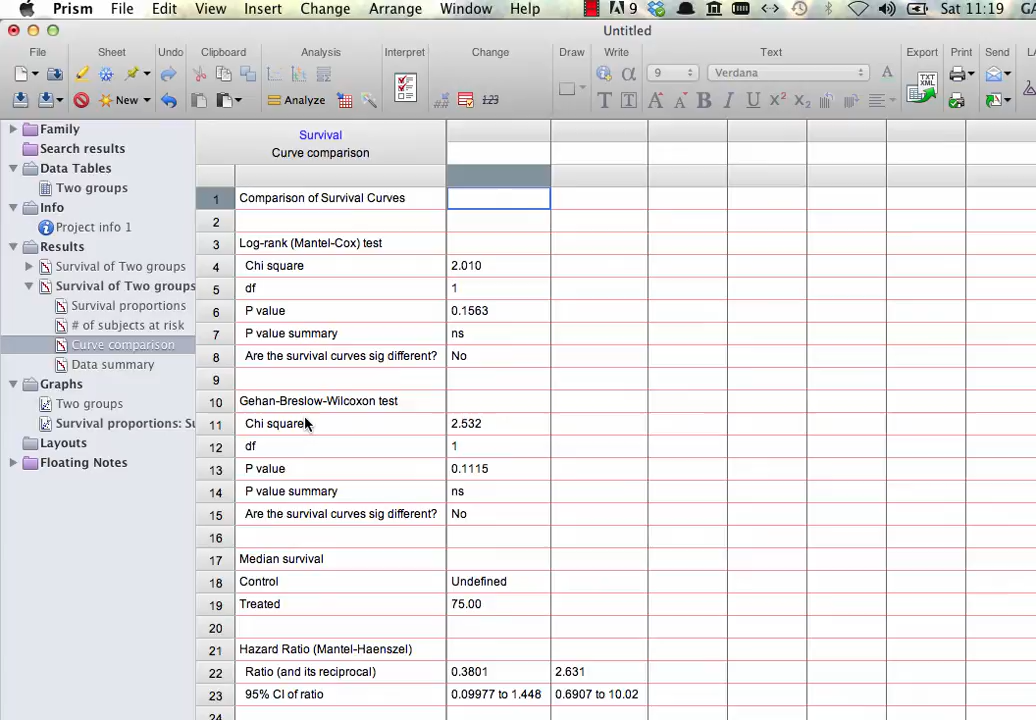 Prism File Edit View Insert Change Arrange Window Help 9 Sat 11:19
Untitled
File Sheet Undo Clipboard Analysis Interpret Change Draw Write Text Export Print Send
α 9 Verdana A TXT XML
New Analyze 123 T T A A B I U X² X₂
Family
Search results
Data Tables
Two groups
Info
Project info 1
Results
Survival of Two groups
Survival of Two groups
Survival proportions
# of subjects at risk
Curve comparison
Data summary
Graphs
Two groups
Survival proportions: Su
Layouts
Floating Notes
Survival
Curve comparison
1 Comparison of Survival Curves
2
3 Log-rank (Mantel-Cox) test
4 Chi square 2.010
5 df 1
6 P value 0.1563
7 P value summary ns
8 Are the survival curves sig different? No
9
10 Gehan-Breslow-Wilcoxon test
11 Chi square 2.532
12 df 1
13 P value 0.1115
14 P value summary ns
15 Are the survival curves sig different? No
16
17 Median survival
18 Control Undefined
19 Treated 75.00
20
21 Hazard Ratio (Mantel-Haenszel)
22 Ratio (and its reciprocal) 0.3801 2.631
23 95% CI of ratio 0.09977 to 1.448 0.6907 to 10.02
24